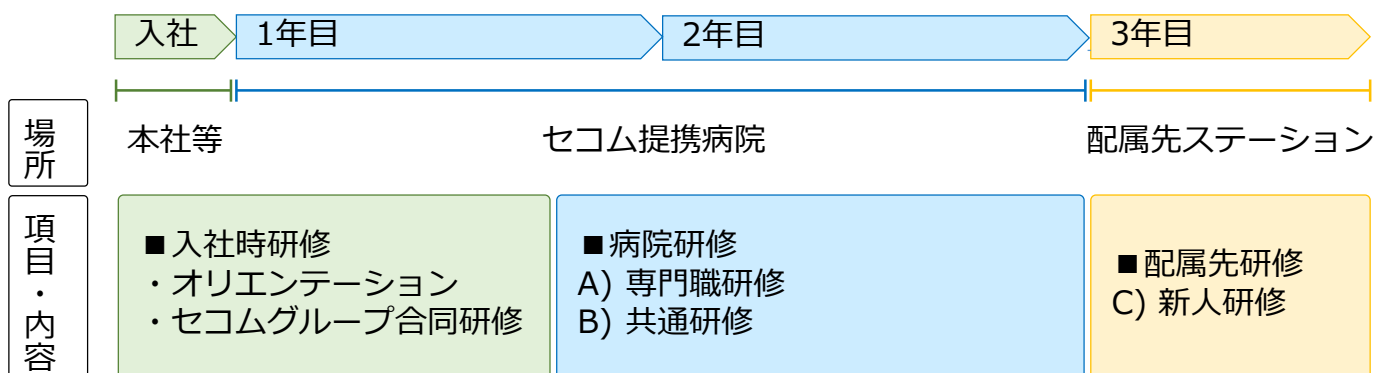 入社
1年目
2年目
3年目
場所
本社等
セコム提携病院
配属先ステーション
項目・内容
■入社時研修
・オリエンテーション
・セコムグループ合同研修
■病院研修
A) 専門職研修
B) 共通研修
■配属先研修
C) 新人研修